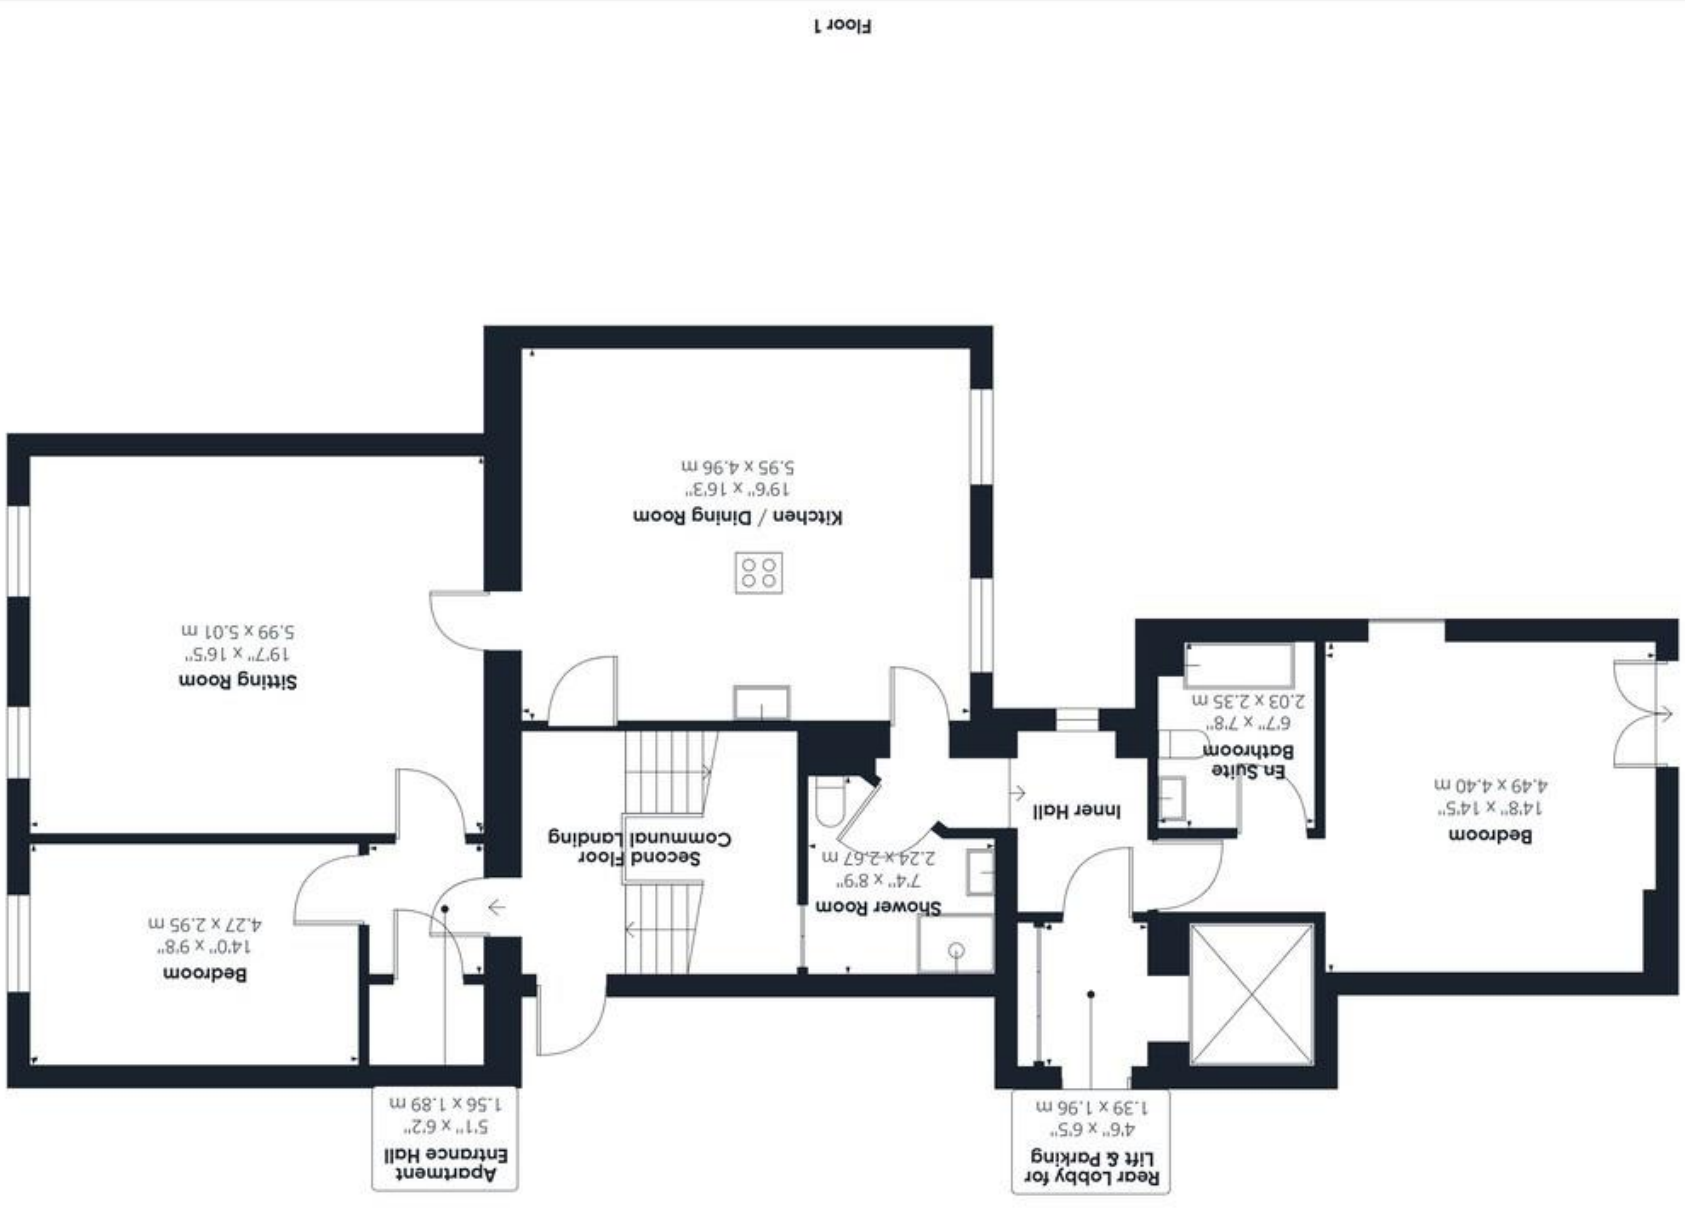 Rear Lobby for
Lift & Parking
4'6" x 6'5"
1.39 x 1.96 m
Apartment
Entrance Hall
5'1" x 6'2"
1.56 x 1.89 m
Bedroom
14'0" x 9'8"
4.27 x 2.95 m
Shower Room
7'4" x 8'9"
2.24 x 2.67 m
Second Floor
Communal Landing
Inner Hall
Bedroom
14'8" x 14'5"
4.49 x 4.40 m
En Suite
Bathroom
6'7" x 7'8"
2.03 x 2.35 m
Sitting Room
19'7" x 16'5"
5.99 x 5.01 m
Kitchen / Dining Room
19'6" x 16'3"
5.95 x 4.96 m
Floor 1